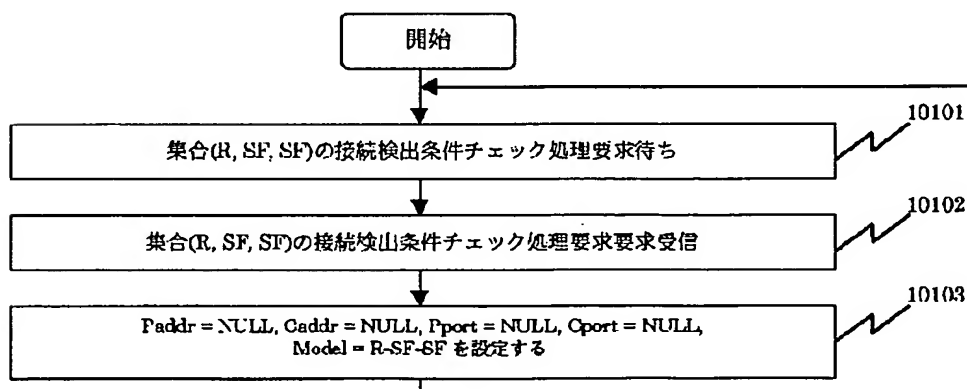 開始
10101
集合(R, SF, SF)の接続検出条件チェック処理要求待ち
10102
集合(R, SF, SF)の接続検出条件チェック処理要求要求受信
10103
Paddr = NULL, Caddr = NULL, Pport = NULL, Cport = NULL,
Model = R-SF-SF を設定する